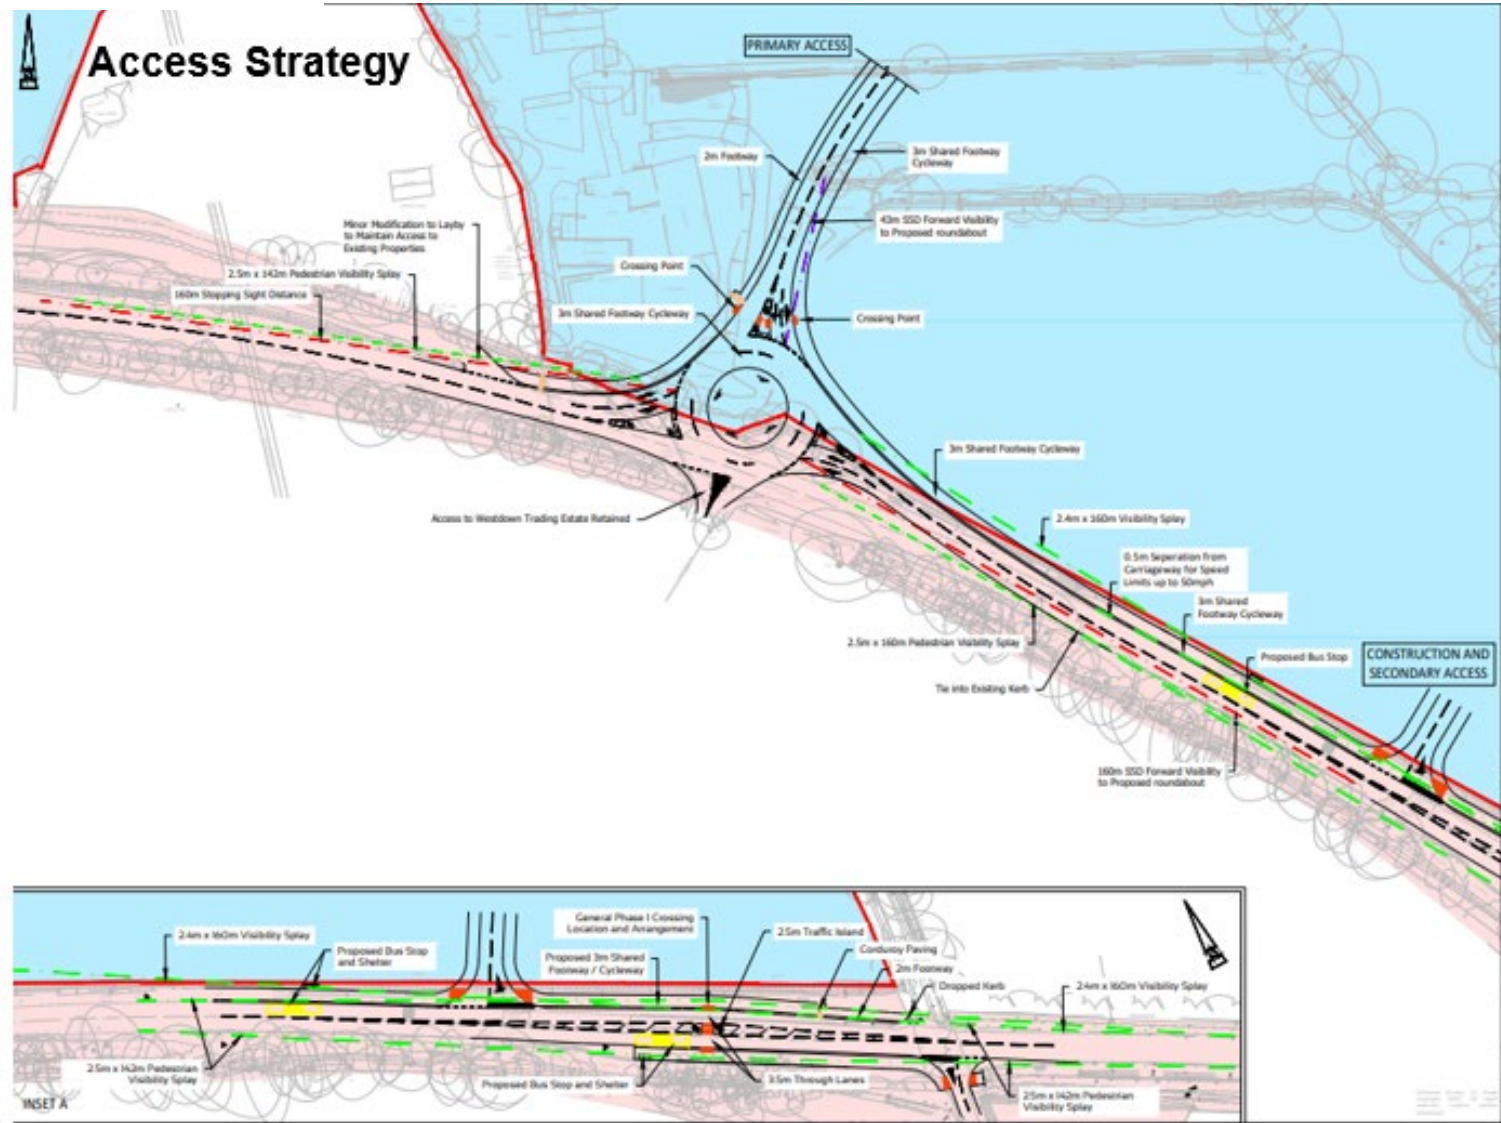 Access Strategy
PRIMARY ACCESS
2m Footway
3m Shared Footway
Cycleway
43m SSD Forward Visibility
to Proposed roundabout
Minor Modification to Layby
to Maintain Access to
Existing Properties
2.5m x 142m Pedestrian Visibility Splay
160m Stopping Sight Distance
Crossing Point
3m Shared Footway Cycleway
Crossing Point
3m Shared Footway Cycleway
Access to Westdown Trading Estate Retained
2.4m x 160m Visibility Splay
0.5m Seperation from
Carriageway for Speed
Limits up to 50mph
3m Shared
Footway Cycleway
2.5m x 160m Pedestrian Visibility Splay
Proposed Bus Stop
CONSTRUCTION AND
SECONDARY ACCESS
Tie into Existing Kerb
160m SSD Forward Visibility
to Proposed roundabout
2.4m x 160m Visibility Splay
Proposed Bus Stop
and Shelter
General Phase I Crossing
Location and Arrangement
2.5m Traffic Island
Proposed 3m Shared
Footway / Cycleway
Corduroy Paving
2m Footway
Dropped Kerb
2.4m x 160m Visibility Splay
2.5m x 142m Pedestrian
Visibility Splay
Proposed Bus Stop and Shelter
3.5m Through Lanes
2.5m x 142m Pedestrian
Visibility Splay
INSET A